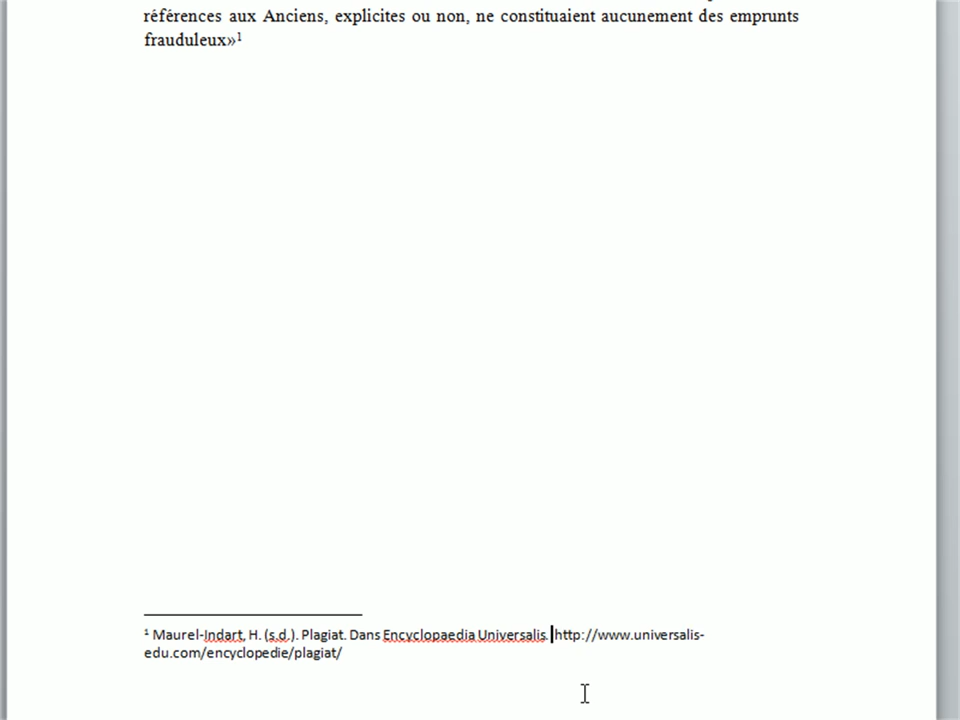 références aux Anciens, explicites ou non, ne constituaient aucunement des emprunts
frauduleux»¹
¹ Maurel-Indart, H. (s.d.). Plagiat. Dans Encyclopaedia Universalis. http://www.universalis-
edu.com/encyclopedie/plagiat/